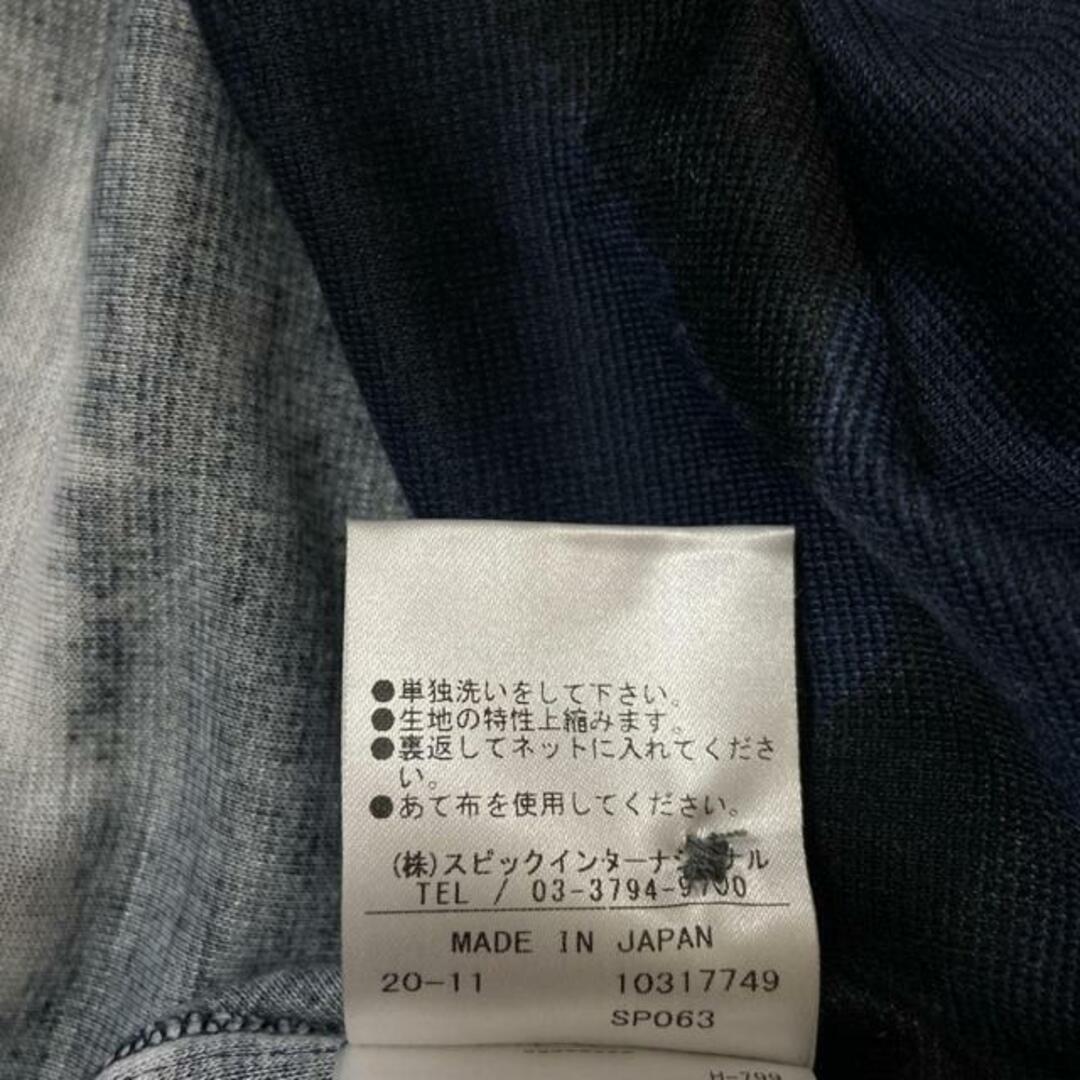 ●単独洗いをして下さい。
●生地の特性上縮みます。
●裏返してネットに入れてくださ
い。
●あて布を使用してください。
(株)スピックインターナショナル
TEL / 03-3794-9700
MADE IN JAPAN
20-11 10317749
SP063
H-799